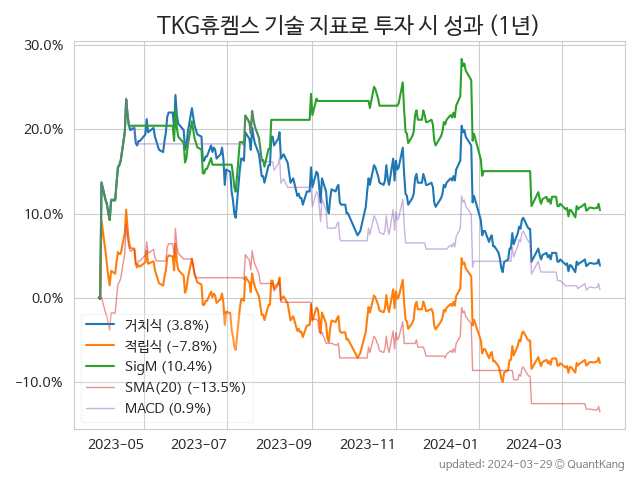 TKG휴켐스 기술 지표로 투자 시 성과 (1년)
30.0%
20.0%
10.0%
0.0%
−10.0%
거치식 (3.8%)
적립식 (−7.8%)
SigM (10.4%)
SMA(20) (−13.5%)
MACD (0.9%)
2023−05
2023−07
2023−09
2023−11
2024−01
2024−03
updated: 2024−03−29 © QuantKang